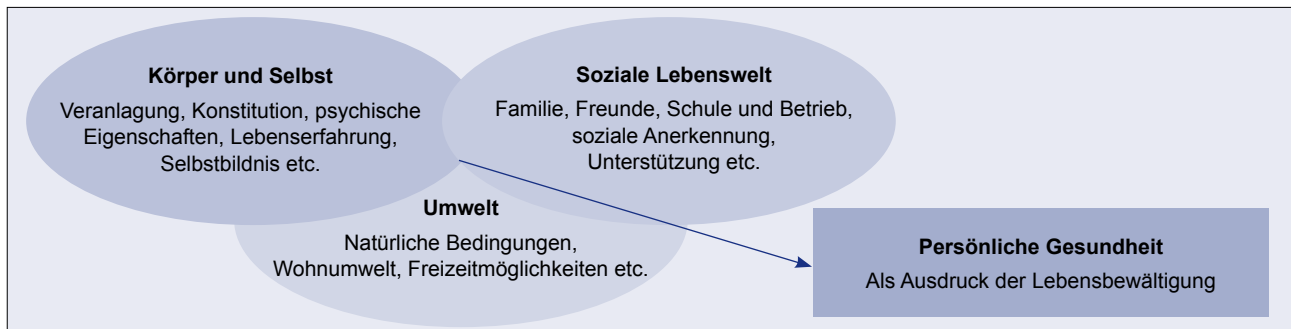 Körper und Selbst
Veranlagung, Konstitution, psychische
Eigenschaften, Lebenserfahrung,
Selbstbildnis etc.
Soziale Lebenswelt
Familie, Freunde, Schule und Betrieb,
soziale Anerkennung,
Unterstützung etc.
Umwelt
Natürliche Bedingungen,
Wohnumwelt, Freizeitmöglichkeiten etc.
Persönliche Gesundheit
Als Ausdruck der Lebensbewältigung